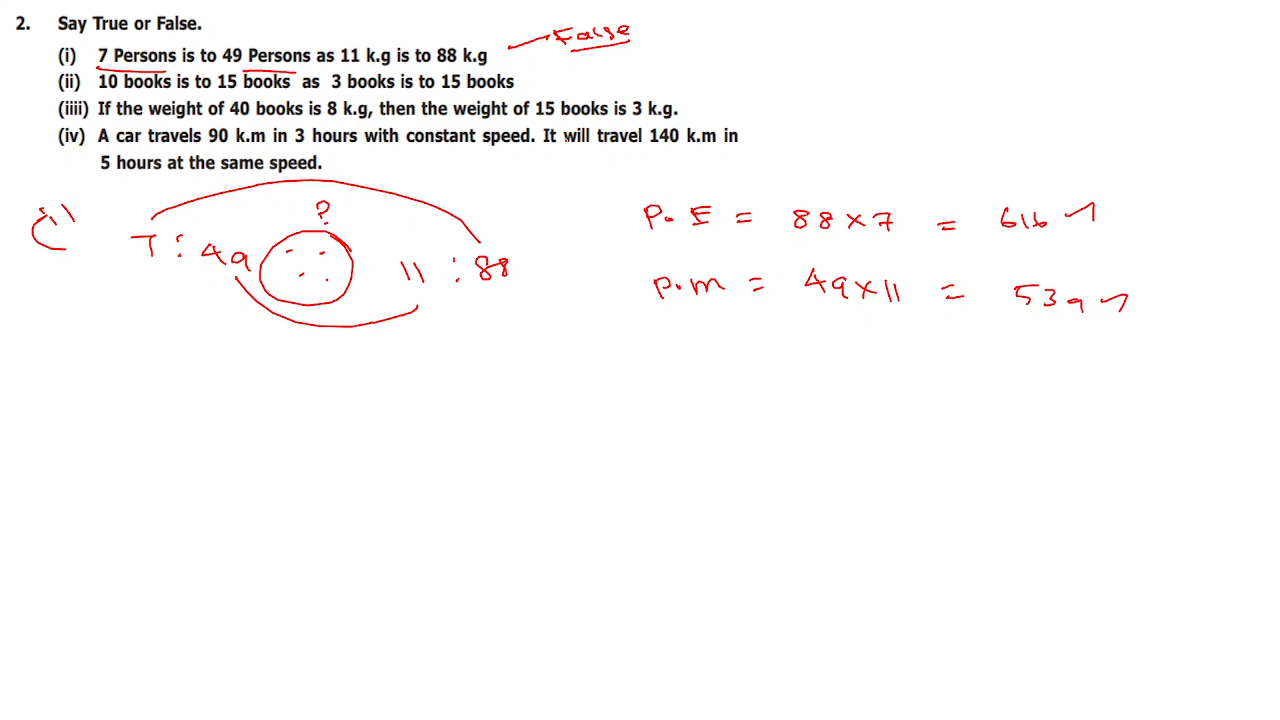 2. Say True or False.
(i) 7 Persons is to 49 Persons as 11 k.g is to 88 k.g False
(ii) 10 books is to 15 books as 3 books is to 15 books
(iiii) If the weight of 40 books is 8 k.g, then the weight of 15 books is 3 k.g.
(iv) A car travels 90 k.m in 3 hours with constant speed. It will travel 140 k.m in
5 hours at the same speed.
(i) 7 : 49 :: 11 : 88
?
P. E = 88 × 7 = 616
P. M = 49 × 11 = 539